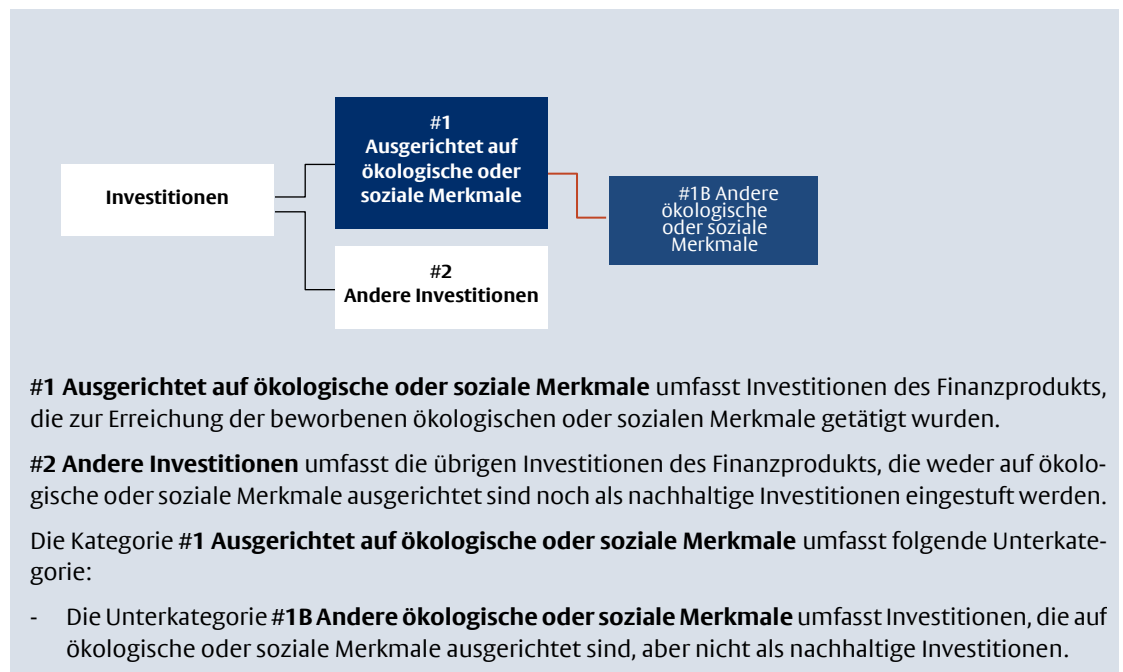 #1
Ausgerichtet auf
ökologische oder
soziale Merkmale
Investitionen
#1B Andere
ökologische
oder soziale
Merkmale
#2
Andere Investitionen
#1 Ausgerichtet auf ökologische oder soziale Merkmale umfasst Investitionen des Finanzprodukts,
die zur Erreichung der beworbenen ökologischen oder sozialen Merkmale getätigt wurden.
#2 Andere Investitionen umfasst die übrigen Investitionen des Finanzprodukts, die weder auf ökolo-
gische oder soziale Merkmale ausgerichtet sind noch als nachhaltige Investitionen eingestuft werden.
Die Kategorie #1 Ausgerichtet auf ökologische oder soziale Merkmale umfasst folgende Unterkate-
gorie:
- Die Unterkategorie #1B Andere ökologische oder soziale Merkmale umfasst Investitionen, die auf
ökologische oder soziale Merkmale ausgerichtet sind, aber nicht als nachhaltige Investitionen.